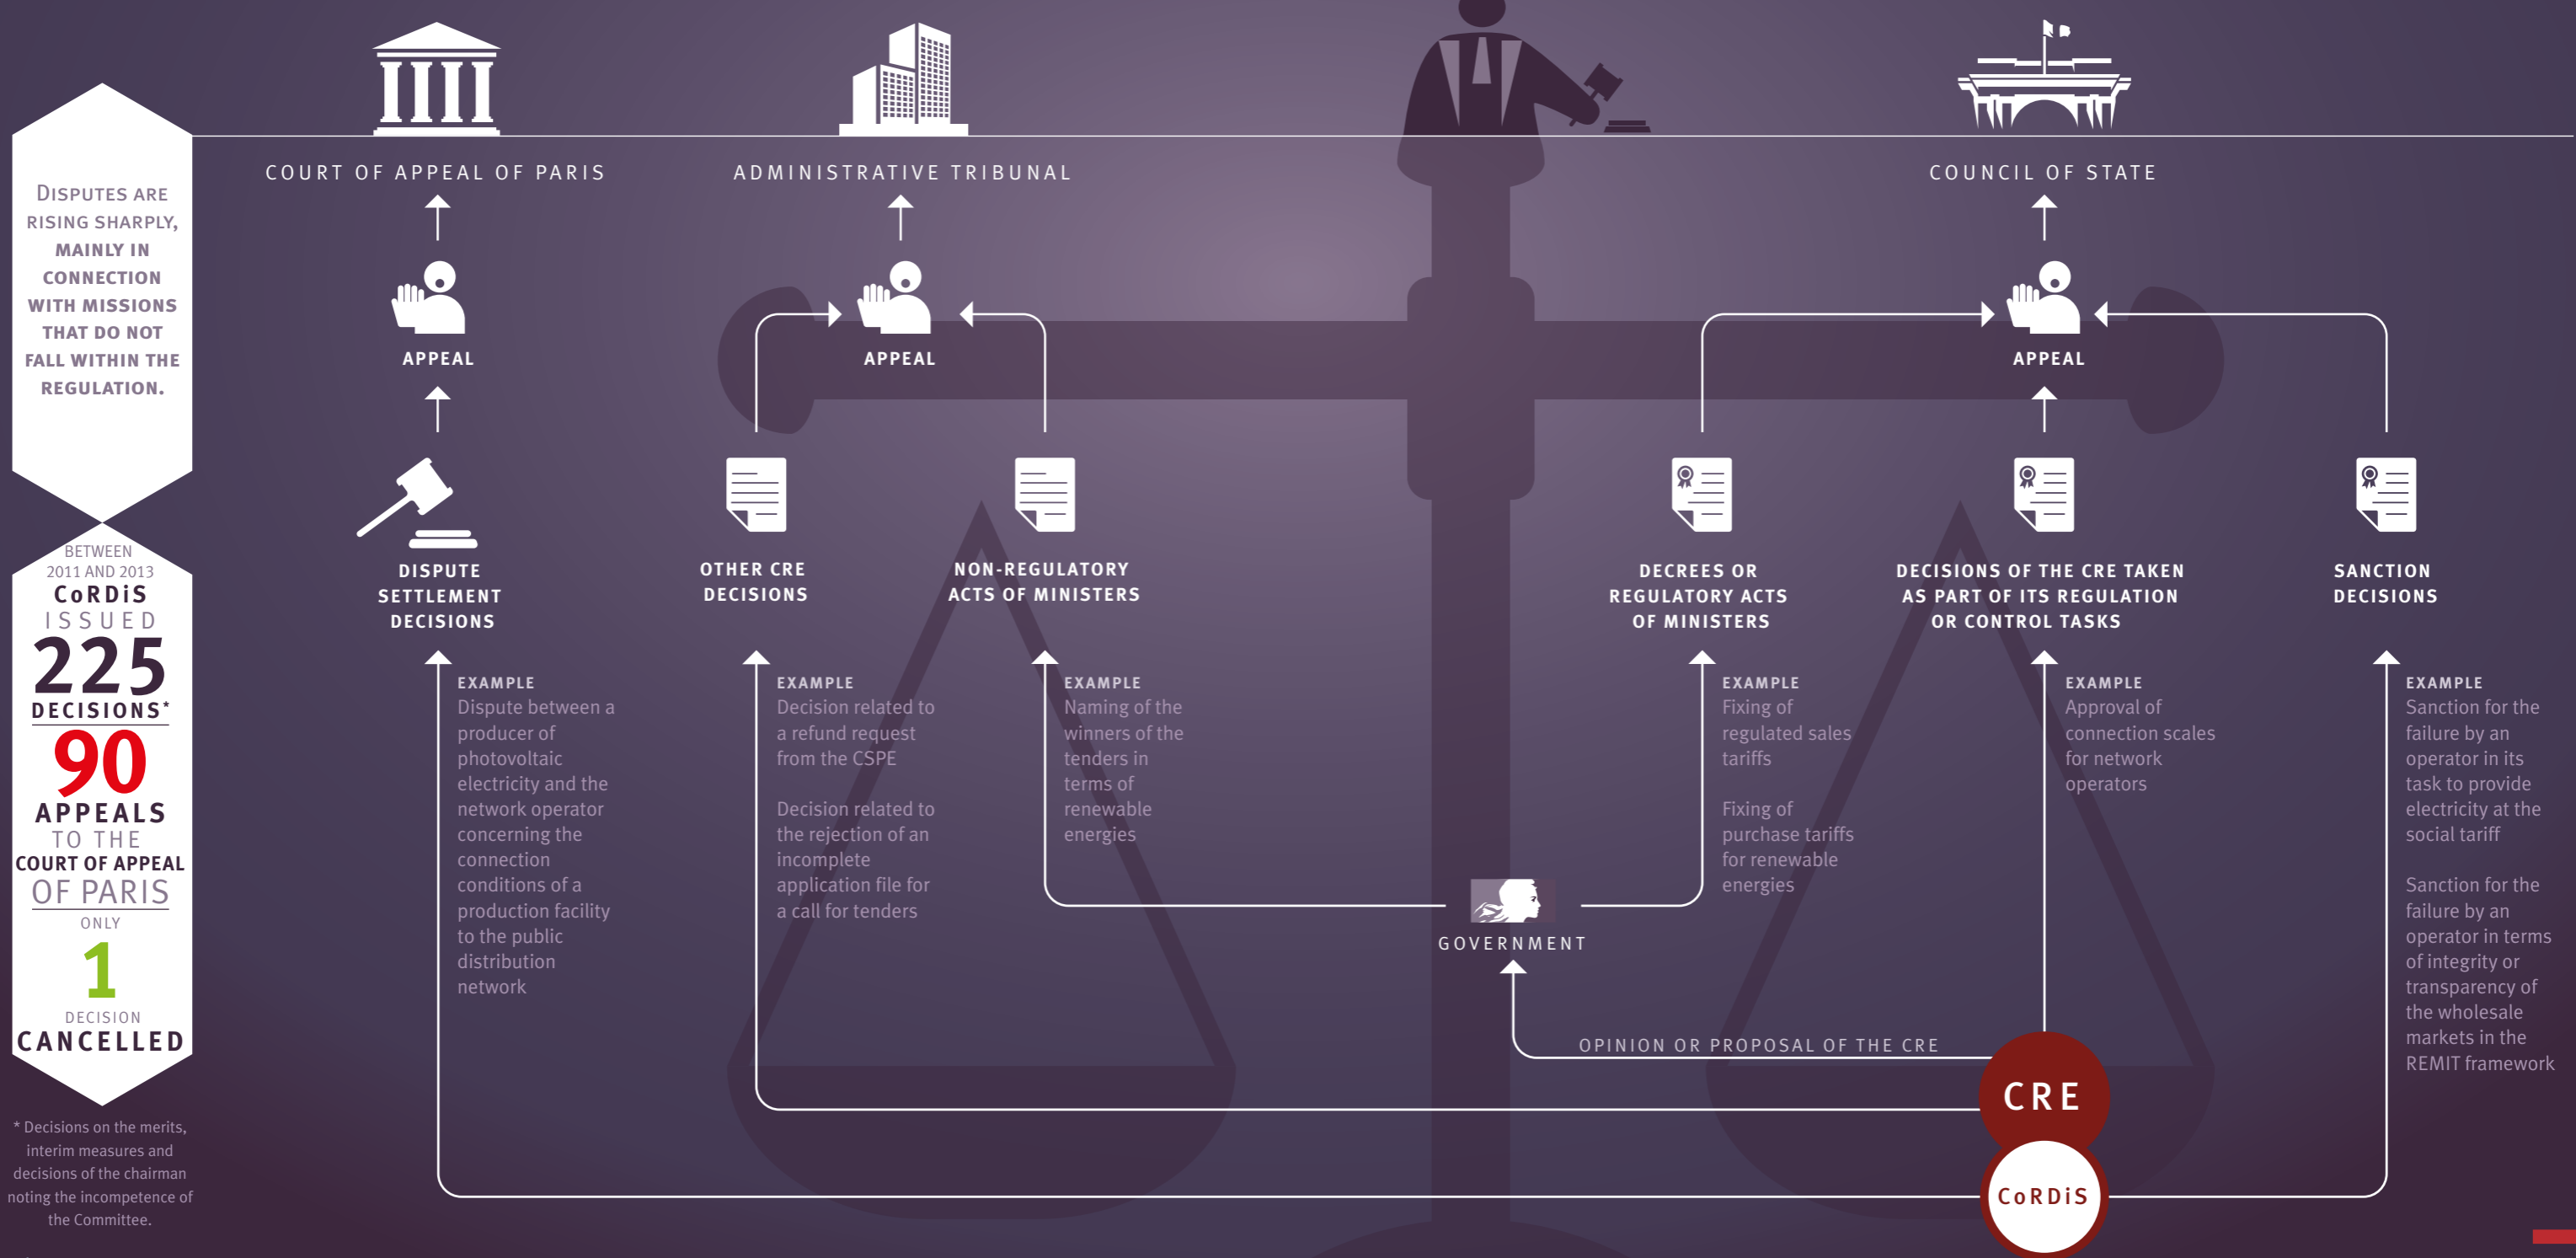 DISPUTES ARE
RISING SHARPLY,
MAINLY IN
CONNECTION
WITH MISSIONS
THAT DO NOT
FALL WITHIN THE
REGULATION.
BETWEEN
2011 AND 2013
CoRDiS
ISSUED
225
DECISIONS*
90
APPEALS
TO THE
COURT OF APPEAL
OF PARIS
ONLY
1
DECISION
CANCELLED
* Decisions on the merits,
interim measures and
decisions of the chairman
noting the incompetence of
the Committee.
COURT OF APPEAL OF PARIS
APPEAL
DISPUTE
SETTLEMENT
DECISIONS
EXAMPLE
Dispute between a
producer of
photovoltaic
electricity and the
network operator
concerning the
connection
conditions of a
production facility
to the public
distribution
network
ADMINISTRATIVE TRIBUNAL
APPEAL
OTHER CRE
DECISIONS
EXAMPLE
Decision related to
a refund request
from the CSPE
Decision related to
the rejection of an
incomplete
application file for
a call for tenders
NON-REGULATORY
ACTS OF MINISTERS
EXAMPLE
Naming of the
winners of the
tenders in
terms of
renewable
energies
GOVERNMENT
OPINION OR PROPOSAL OF THE CRE
COUNCIL OF STATE
APPEAL
DECREES OR
REGULATORY ACTS
OF MINISTERS
EXAMPLE
Fixing of
regulated sales
tariffs
Fixing of
purchase tariffs
for renewable
energies
DECISIONS OF THE CRE TAKEN
AS PART OF ITS REGULATION
OR CONTROL TASKS
EXAMPLE
Approval of
connection scales
for network
operators
SANCTION
DECISIONS
EXAMPLE
Sanction for the
failure by an
operator in its
task to provide
electricity at the
social tariff
Sanction for the
failure by an
operator in terms
of integrity or
transparency of
the wholesale
markets in the
REMIT framework
CRE
CoRDiS